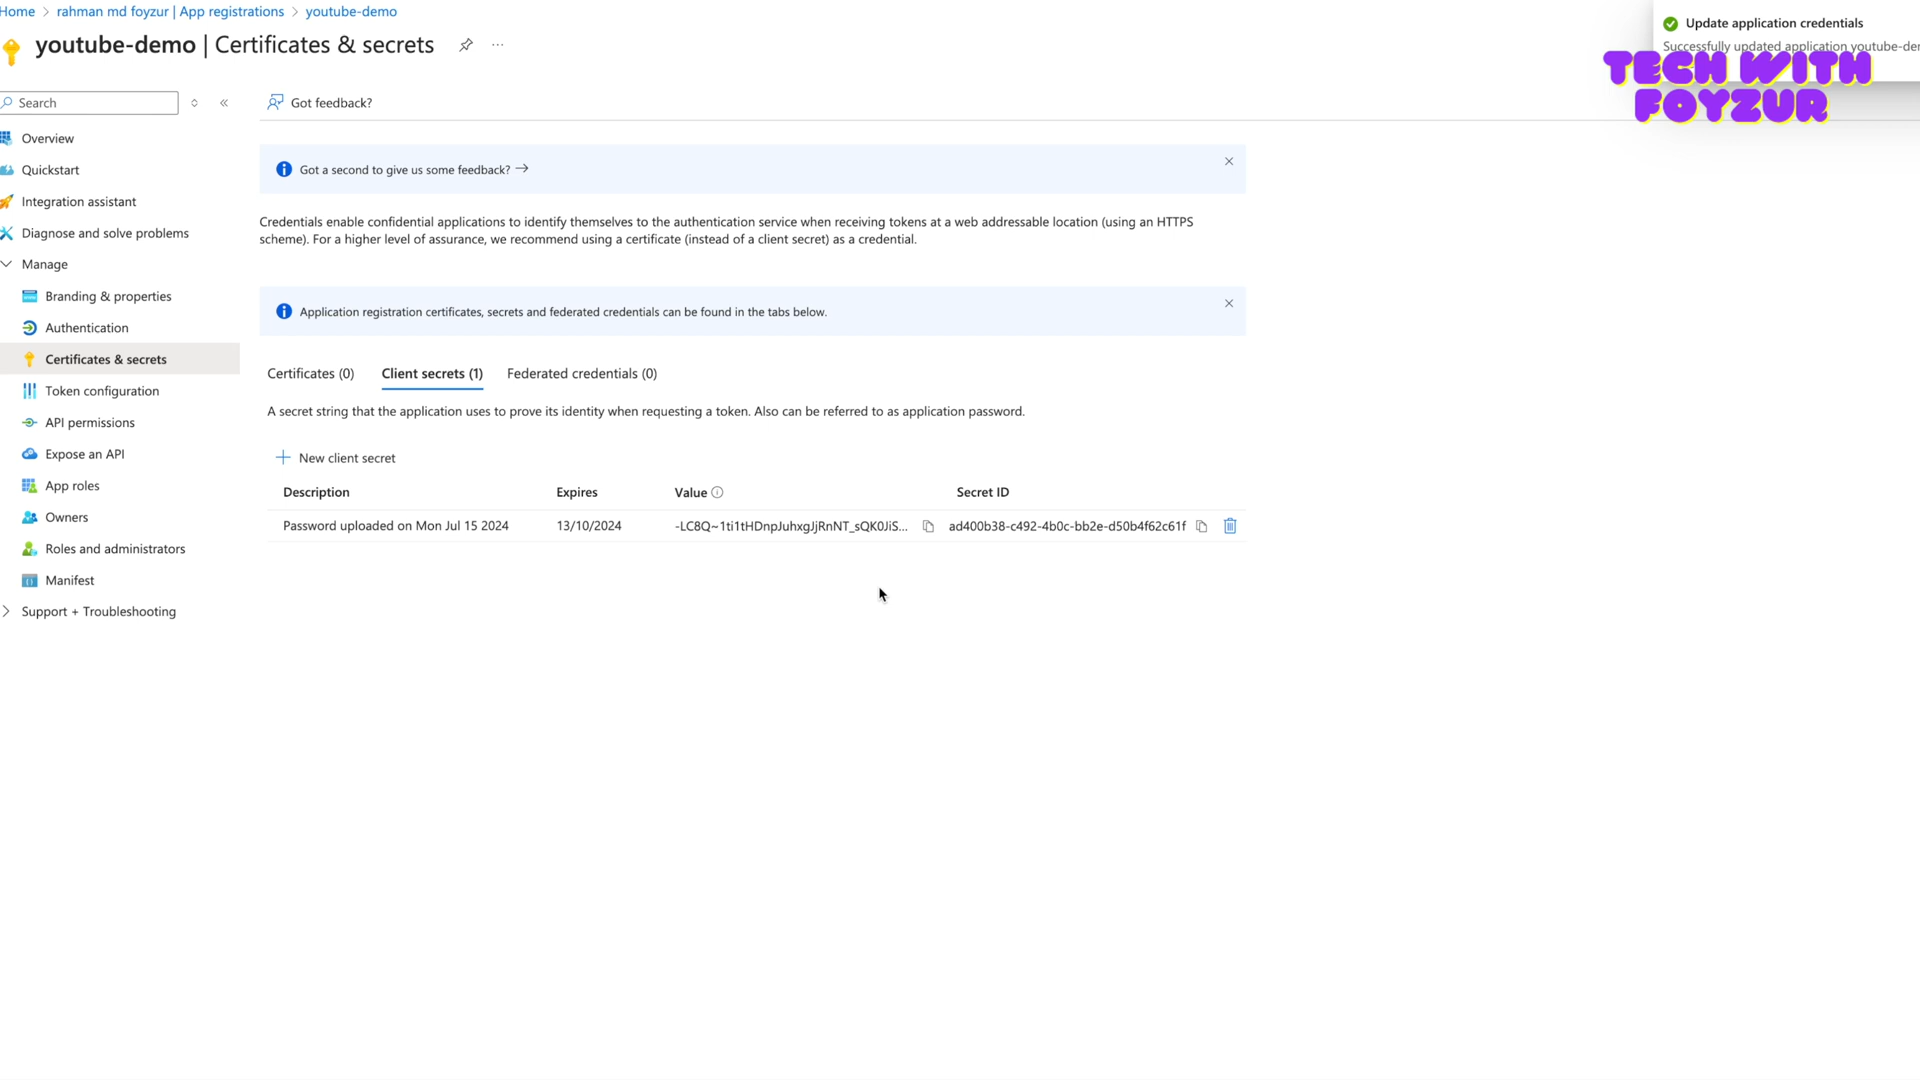 Home > rahman md foyzur | App registrations > youtube-demo
youtube-demo | Certificates & secrets
Update application credentials
Successfully updated application youtube-der
TECH WITH
FOYZUR
Search
Got feedback?
Overview
Quickstart
Integration assistant
Diagnose and solve problems
Manage
Branding & properties
Authentication
Certificates & secrets
Token configuration
API permissions
Expose an API
App roles
Owners
Roles and administrators
Manifest
Support + Troubleshooting
Got a second to give us some feedback?
Credentials enable confidential applications to identify themselves to the authentication service when receiving tokens at a web addressable location (using an HTTPS
scheme). For a higher level of assurance, we recommend using a certificate (instead of a client secret) as a credential.
Application registration certificates, secrets and federated credentials can be found in the tabs below.
Certificates (0) Client secrets (1) Federated credentials (0)
A secret string that the application uses to prove its identity when requesting a token. Also can be referred to as application password.
New client secret
Description Expires Value Secret ID
Password uploaded on Mon Jul 15 2024 13/10/2024 -LC8Q~1ti1tHDnpJuhxgJjRnNT_sQK0JiS... ad400b38-c492-4b0c-bb2e-d50b4f62c61f